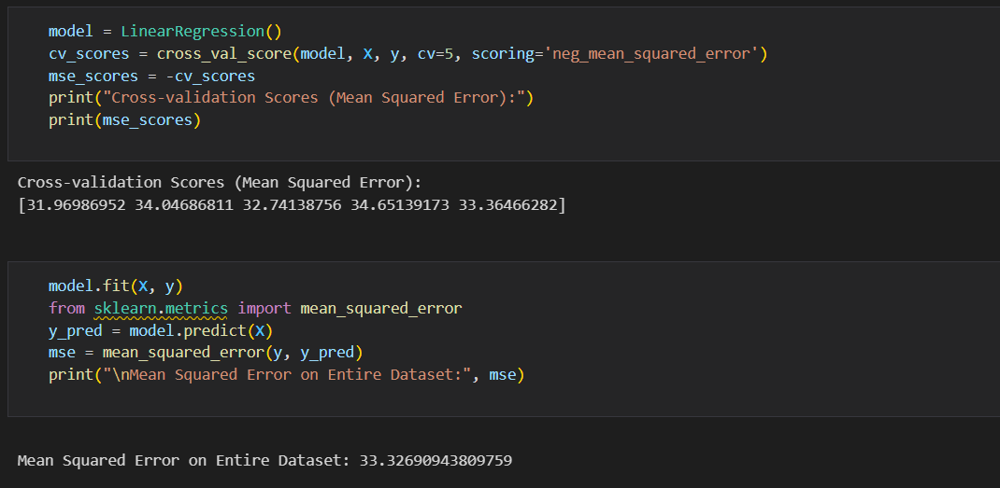 model = LinearRegression()
cv_scores = cross_val_score(model, X, y, cv=5, scoring='neg_mean_squared_error')
mse_scores = -cv_scores
print("Cross-validation Scores (Mean Squared Error):")
print(mse_scores)
Cross-validation Scores (Mean Squared Error):
[31.96986952 34.04686811 32.74138756 34.65139173 33.36466282]
model.fit(X, y)
from sklearn.metrics import mean_squared_error
y_pred = model.predict(X)
mse = mean_squared_error(y, y_pred)
print("\nMean Squared Error on Entire Dataset:", mse)
Mean Squared Error on Entire Dataset: 33.32690943809759